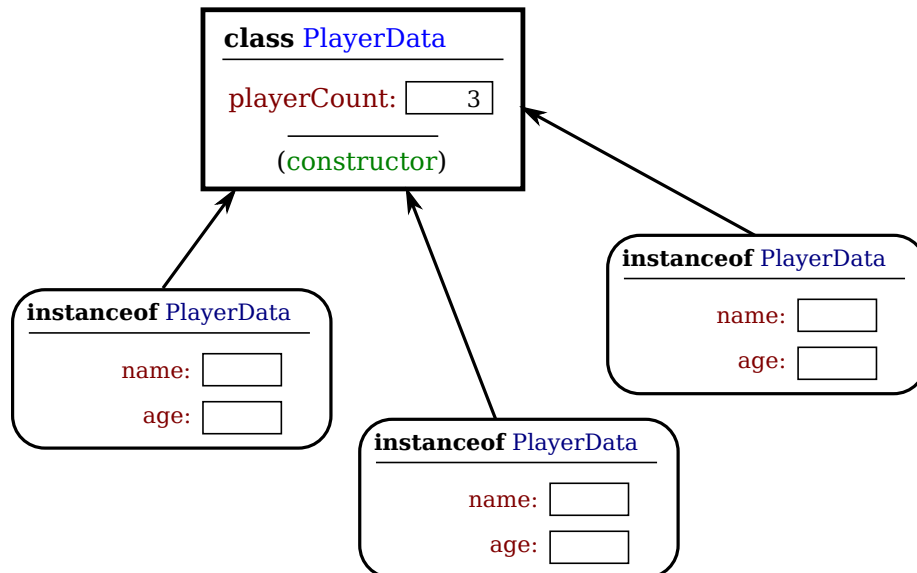 class PlayerData
playerCount: 3
(constructor)
instanceof PlayerData
name:
age:
instanceof PlayerData
name:
age:
instanceof PlayerData
name:
age: